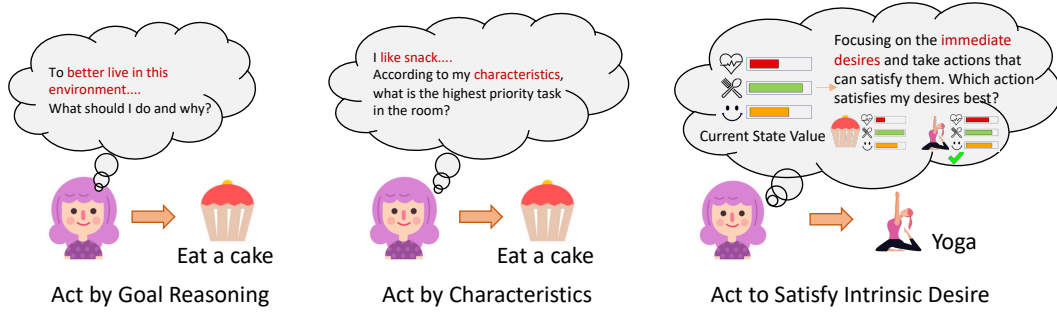 To better live in this
environment....
What should I do and why?
Eat a cake
Act by Goal Reasoning
I like snack....
According to my characteristics,
what is the highest priority task
in the room?
Eat a cake
Act by Characteristics
Current State Value
Focusing on the immediate
desires and take actions that
can satisfy them. Which action
satisfies my desires best?
Yoga
Act to Satisfy Intrinsic Desire